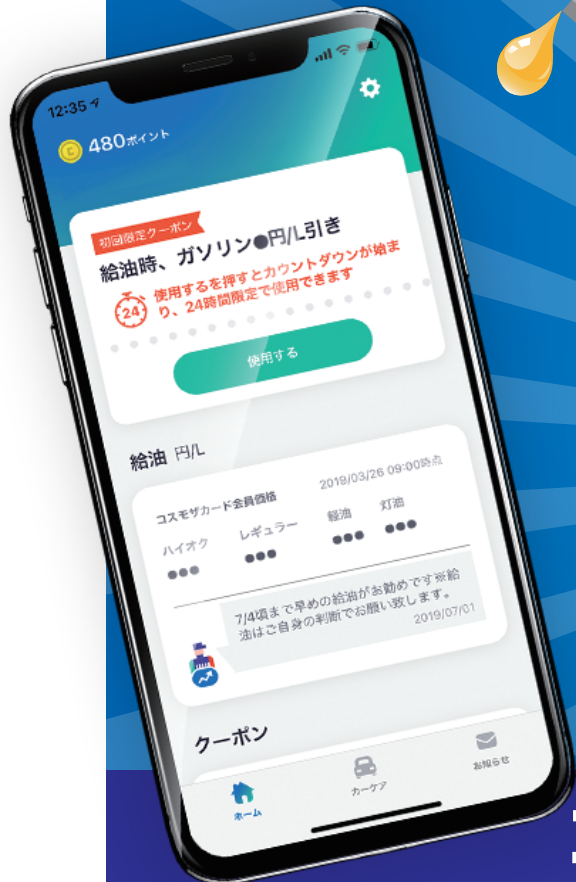 12:35
480ポイント
初回限定クーポン
給油時、ガソリン●円/L引き
24
使用するを押すとカウントダウンが始ま
り、24時間限定で使用できます
使用する
給油 円/L
コスモザカード会員価格 2019/03/26 09:00時点
ハイオク レギュラー 軽油 灯油
●●● ●●● ●●● ●●●
7/4頃まで早めの給油がお勧めです※給
油はご自身の判断でお願い致します。
2019/07/01
クーポン
ホーム カーケア お知らせ